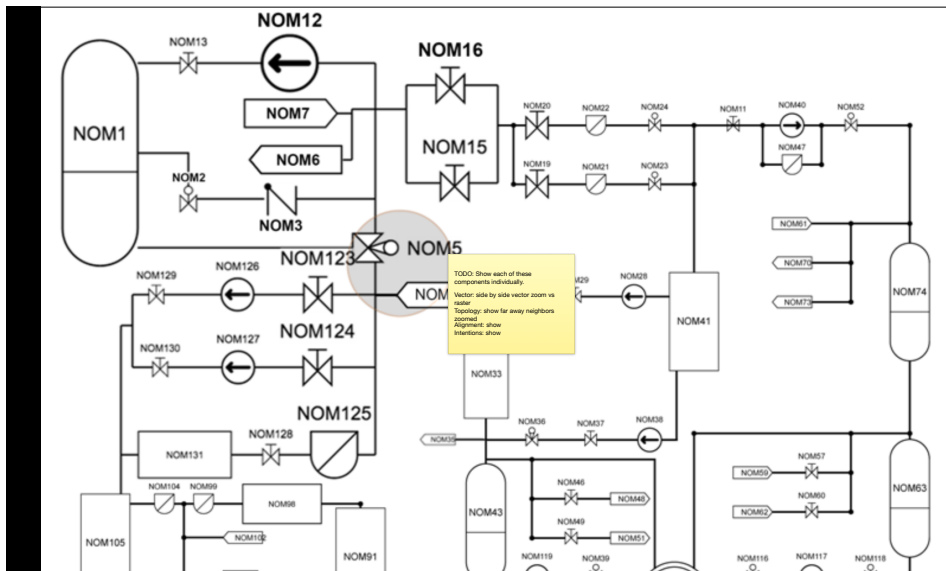 NOM12
NOM13
NOM16
NOM1
NOM7
NOM20
NOM22
NOM24
NOM11
NOM40
NOM52
NOM6
NOM15
NOM47
NOM2
NOM19
NOM21
NOM23
NOM3
NOM61
NOM5
NOM123
NOM129
NOM126
NOM70
NOM28
NOM74
NOM73
TODO: Show each of these
components individually.
Vector: side by side vector zoom vs
raster
Topology: show far away neighbors
zoomed
Alignment: show
Intentions: show
NOM41
NOM124
NOM130
NOM127
NOM33
NOM125
NOM128
NOM36
NOM37
NOM38
NOM131
NOM57
NOM59
NOM46
NOM104
NOM99
NOM98
NOM48
NOM60
NOM62
NOM63
NOM43
NOM49
NOM51
NOM102
NOM105
NOM91
NOM119
NOM39
NOM116
NOM117
NOM118